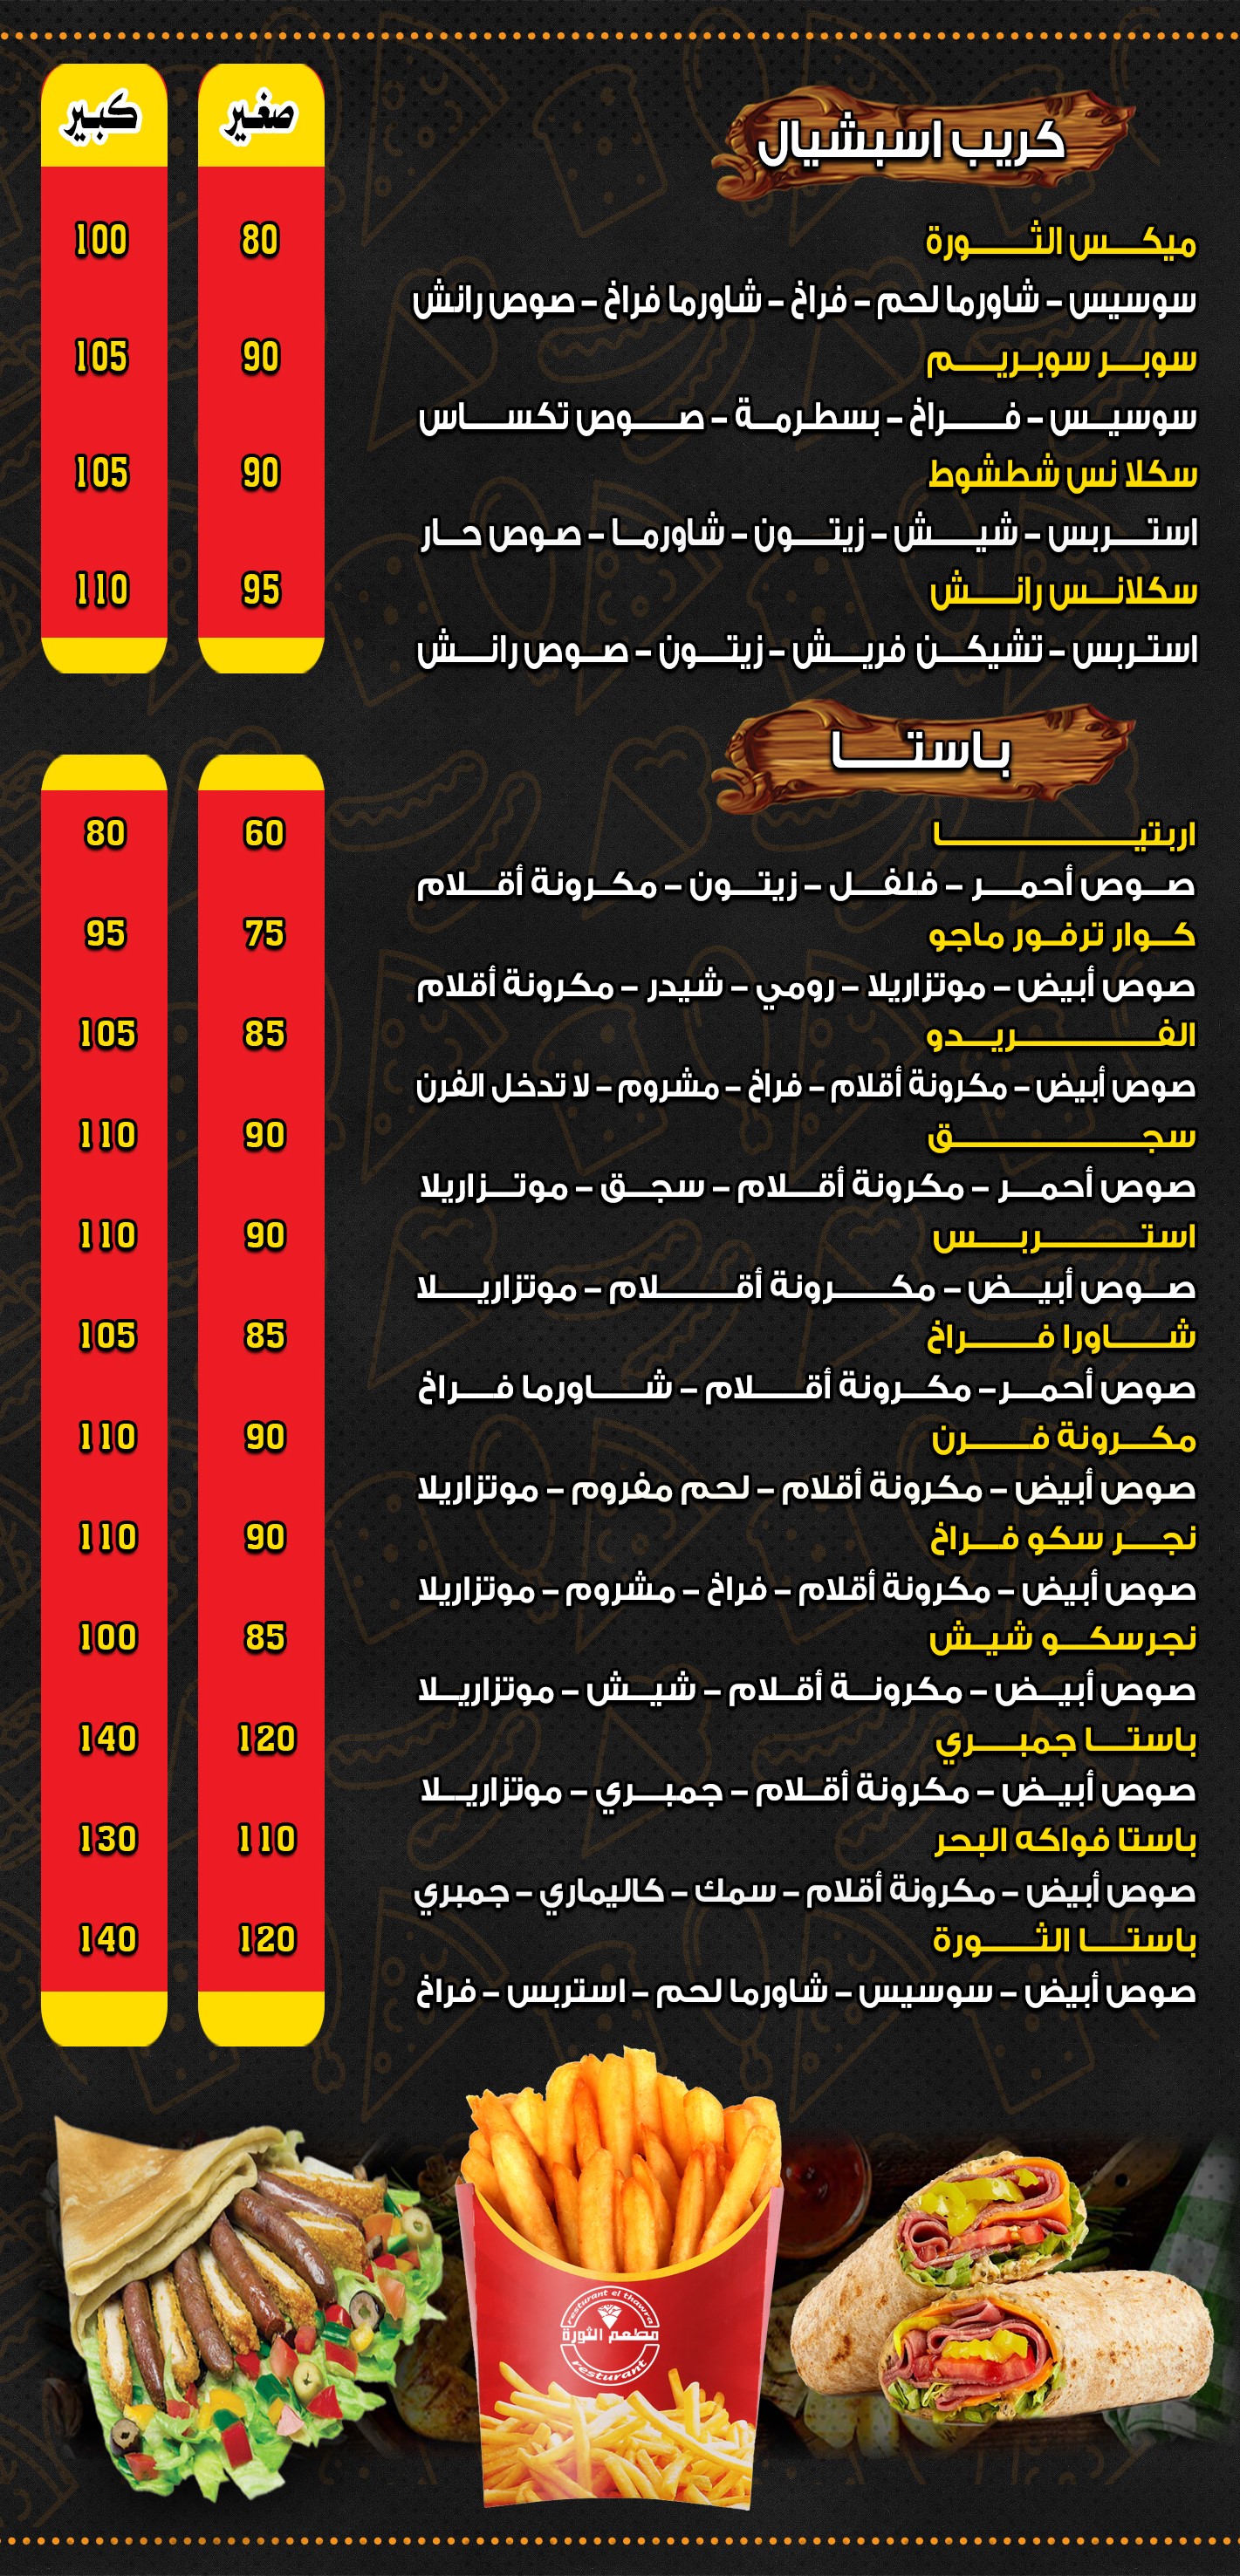 كريب اسبشيال
صغير كبير
ميكس الثورة 80 100
سوسيس - شاورما لحم - فراخ - شاورما فراخ - صوص رانش
سوبر سوبريم 90 105
سوسيس - فراخ - بسطرمة - صوص تكساس
سكلا نس شطشوط 90 105
استربس - شيش - زيتون - شاورما - صوص حار
سكلانس رانش 95 110
استربس - تشيكن فريش - زيتون - صوص رانش
باستا
اربتيا 60 80
صوص أحمر - فلفل - زيتون - مكرونة أقلام
كوار ترفور ماجو 75 95
صوص أبيض - موتزاريلا - رومي - شيدر - مكرونة أقلام
الفريدو 85 105
صوص أبيض - مكرونة أقلام - فراخ - مشروم - لا تدخل الفرن
سجق 90 110
صوص أحمر - مكرونة أقلام - سجق - موتزاريلا
استربس 90 110
صوص أبيض - مكرونة أقلام - موتزاريلا
شاورا فراخ 85 105
صوص أحمر - مكرونة أقلام - شاورما فراخ
مكرونة فرن 90 110
صوص أبيض - مكرونة أقلام - لحم مفروم - موتزاريلا
نجر سكو فراخ 90 110
صوص أبيض - مكرونة أقلام - فراخ - مشروم - موتزاريلا
نجرسكو شيش 85 100
صوص أبيض - مكرونة أقلام - شيش - موتزاريلا
باستا جمبري 120 140
صوص أبيض - مكرونة أقلام - جمبري - موتزاريلا
باستا فواكه البحر 110 130
صوص أبيض - مكرونة أقلام - سمك - كاليماري - جمبري
باستا الثورة 120 140
صوص أبيض - سوسيس - شاورما لحم - استربس - فراخ
resturant el thawra
مطعم الثورة
resturant